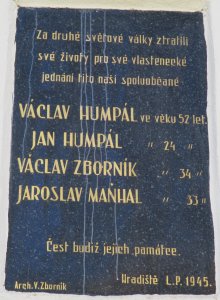 Za druhé světové války ztratili
své životy pro své vlastenecké
jednání tito naši spoluobčané
VÁCLAV HUMPÁL ve věku 52 let.
JAN HUMPÁL „ 24 „
VÁCLAV ZBORNÍK „ 34 „
JAROSLAV MAŇHAL „ 33 „
Čest budiž jejich památce.
Hradiště L.P. 1945.
Arch. V. Zborník